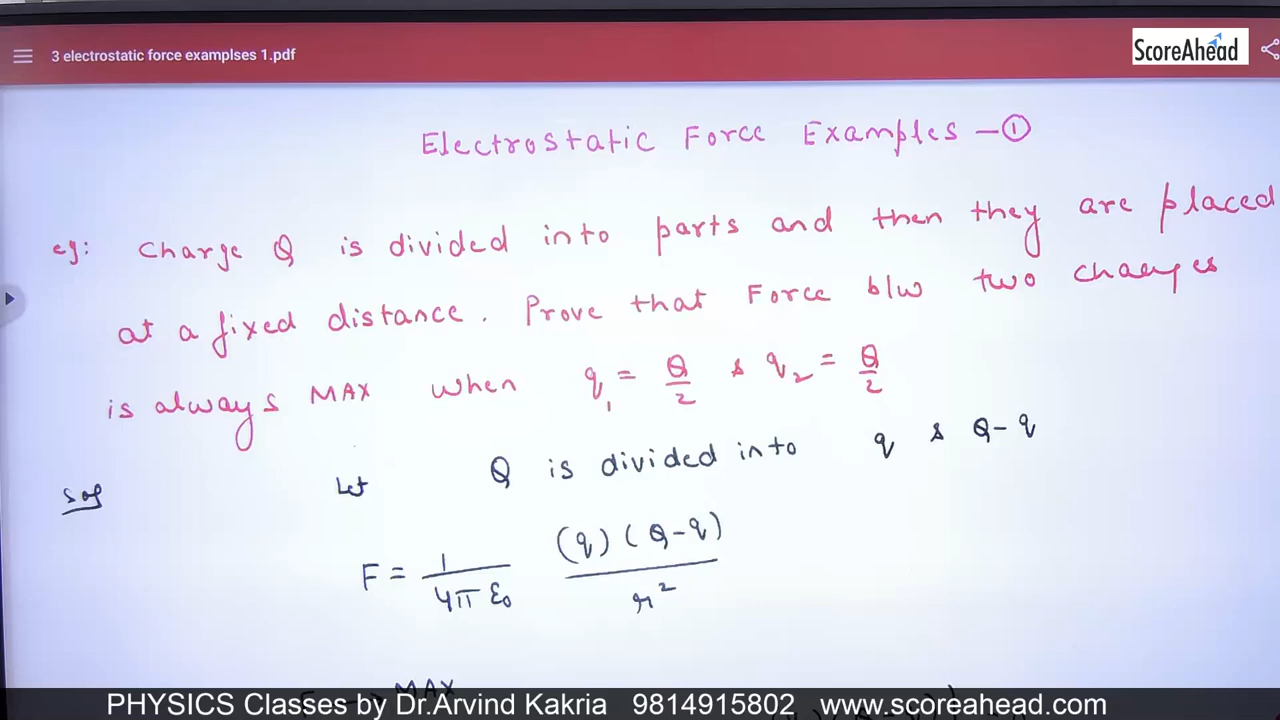 3 electrostatic force examplses 1.pdf
ScoreAhead
Electrostatic Force Examples - ①
eg: Charge Q is divided into parts and then they are placed
at a fixed distance. Prove that Force b/w two charges
is always MAX when q₁ = Q/2 & q₂ = Q/2
Sol Let Q is divided into q & Q-q
F = 1/4πε₀ (q)(Q-q)/r²
MAX
PHYSICS Classes by Dr.Arvind Kakria 9814915802 www.scoreahead.com